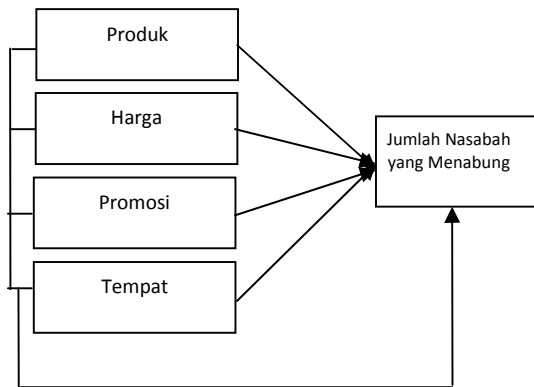 Produk
Harga
Promosi
Tempat
Jumlah Nasabah
yang Menabung